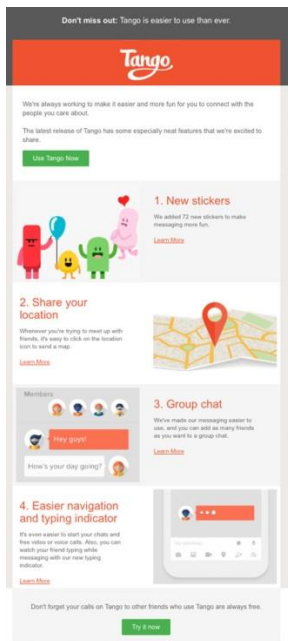 Don't miss out: Tango is easier to use than ever.
Tango
We're always working to make it easier and more fun for you to connect with the
people you care about.
The latest release of Tango has some especially neat features that we're excited to
share.
Use Tango Now
1. New stickers
We added 72 new stickers to make
messaging more fun.
Learn More
2. Share your
location
Whenever you're trying to meet up with
friends, it's easy to click on the location
icon to send a map.
Learn More
Members
Hey guys!
How's your day going?
3. Group chat
We've made our messaging easier to
use, and you can add as many friends
as you want to a group chat.
Learn More
4. Easier navigation
and typing indicator
It's even easier to start your chats and
free video or voice calls. Also, you can
watch your friend typing while
messaging with our new typing
indicator.
Learn More
Don't forget your calls on Tango to other friends who use Tango are always free.
Try it now